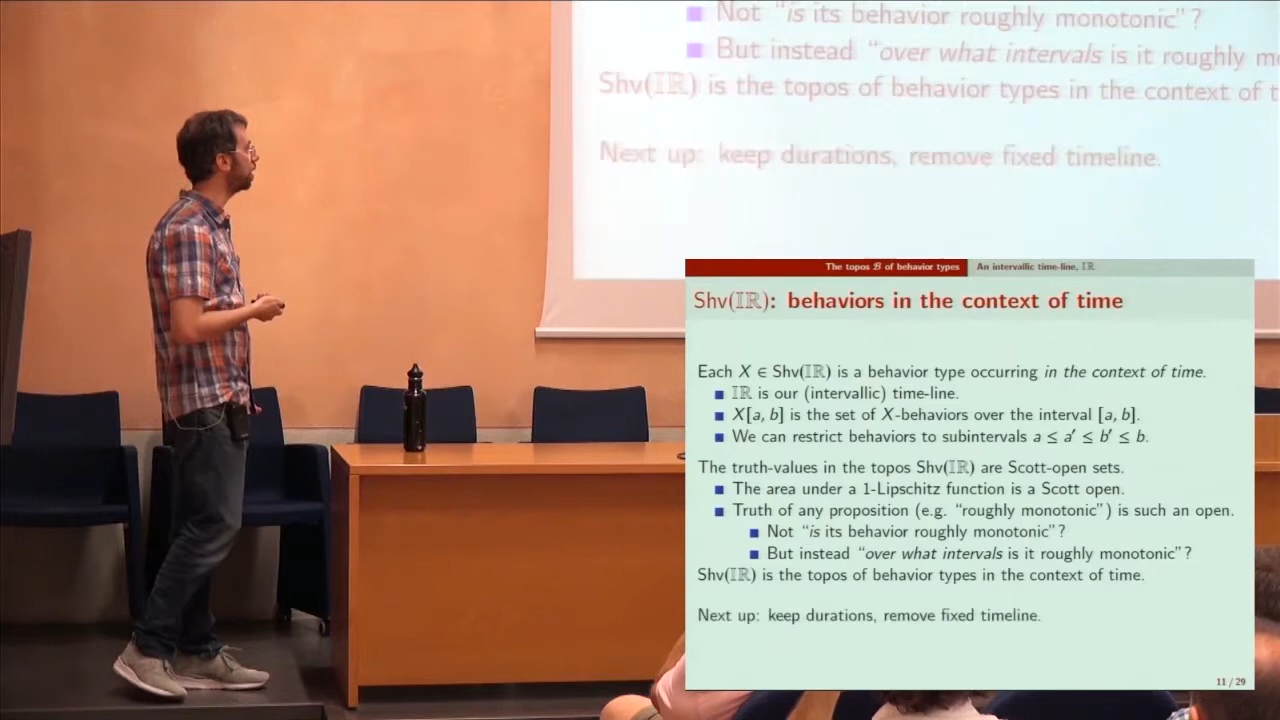 Not “is its behavior roughly monotonic”?
But instead “over what intervals is it roughly
Shv(𝕀ℝ) is the topos of behavior types in the context of
Next up: keep durations, remove fixed timeline.
The topos ℬ of behavior types An intervallic time-line, 𝕀ℝ
Shv(𝕀ℝ): behaviors in the context of time
Each X ∈ Shv(𝕀ℝ) is a behavior type occurring in the context of time.
𝕀ℝ is our (intervallic) time-line.
X[a, b] is the set of X-behaviors over the interval [a, b].
We can restrict behaviors to subintervals a ≤ a′ ≤ b′ ≤ b.
The truth-values in the topos Shv(𝕀ℝ) are Scott-open sets.
The area under a 1-Lipschitz function is a Scott open.
Truth of any proposition (e.g. “roughly monotonic”) is such an open.
Not “is its behavior roughly monotonic”?
But instead “over what intervals is it roughly monotonic”?
Shv(𝕀ℝ) is the topos of behavior types in the context of time.
Next up: keep durations, remove fixed timeline.
11 / 29